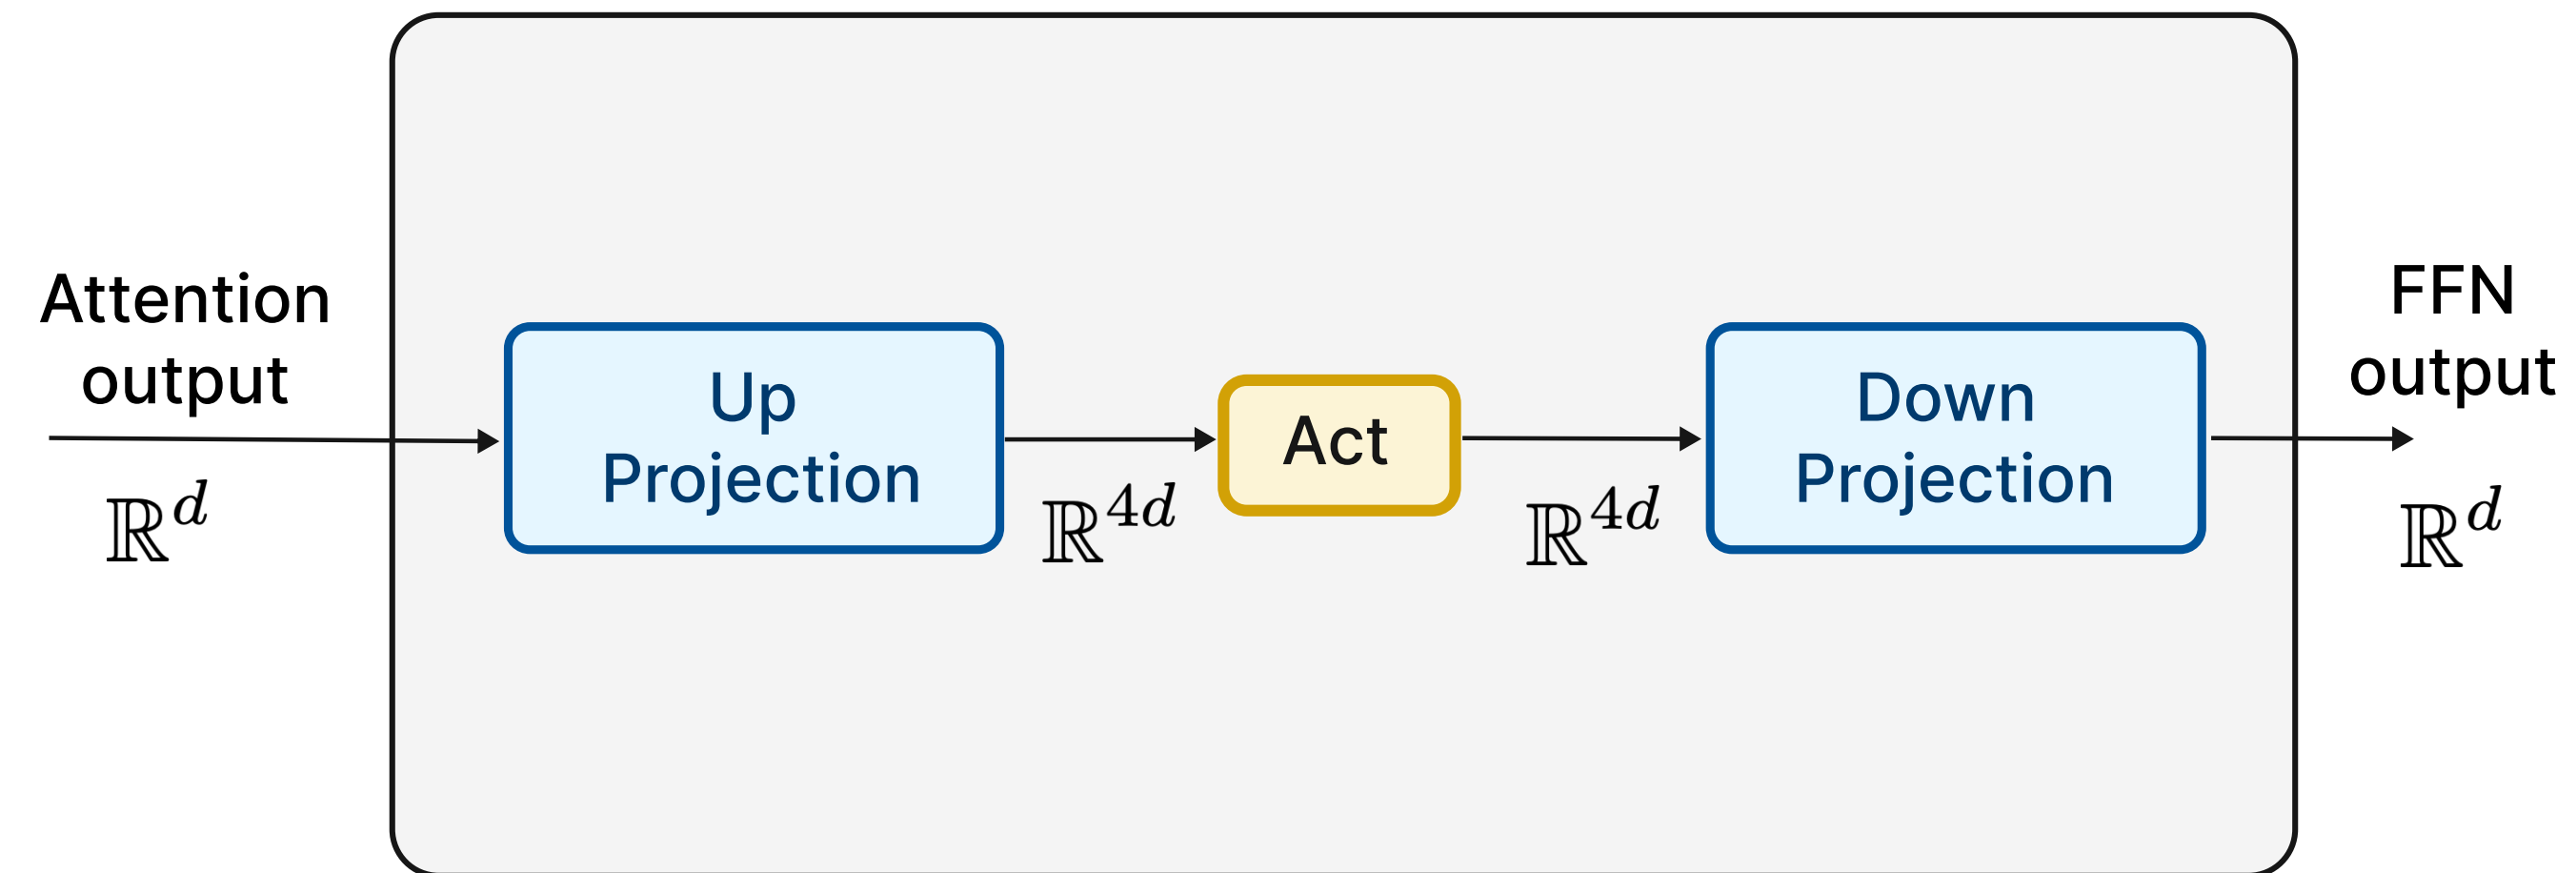 Attention
output
ℝ^d
Up
Projection
ℝ^4d
Act
ℝ^4d
Down
Projection
FFN
output
ℝ^d